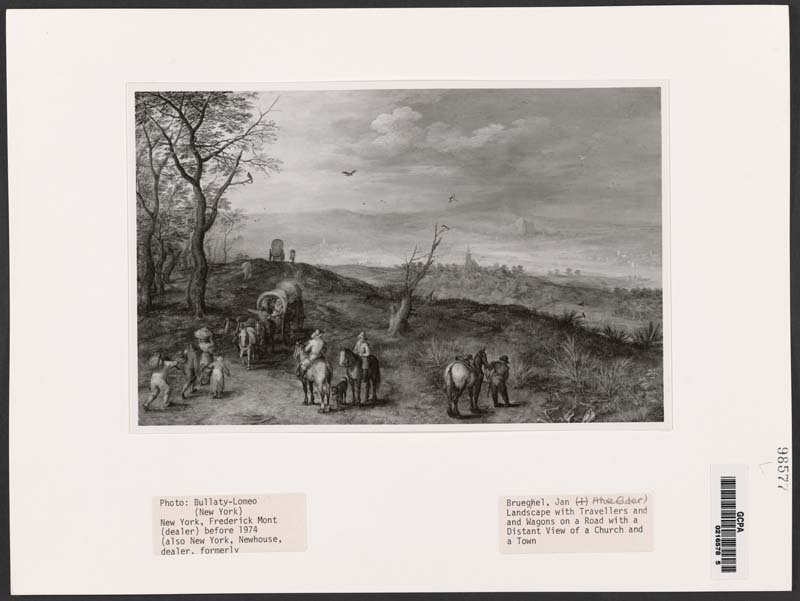 Photo: Bullaty-Lomeo
(New York)
New York, Frederick Mont
(dealer) before 1974
(also New York, Newhouse,
dealer, formerly
Brueghel, Jan (I) (the Elder)
Landscape with Travellers and
and Wagons on a Road with a
Distant View of a Church and
a Town
GCPA
0216578 5
98577